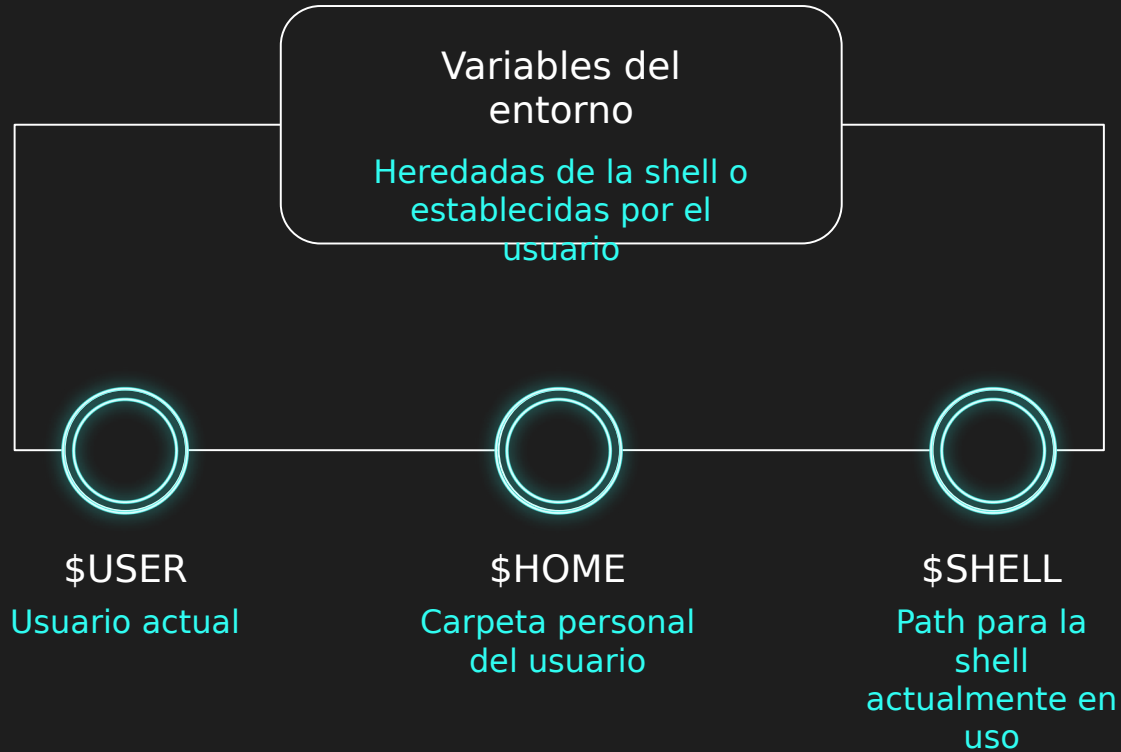 Variables del
entorno
Heredadas de la shell o
establecidas por el
usuario
$USER
Usuario actual
$HOME
Carpeta personal
del usuario
$SHELL
Path para la
shell
actualmente en
uso